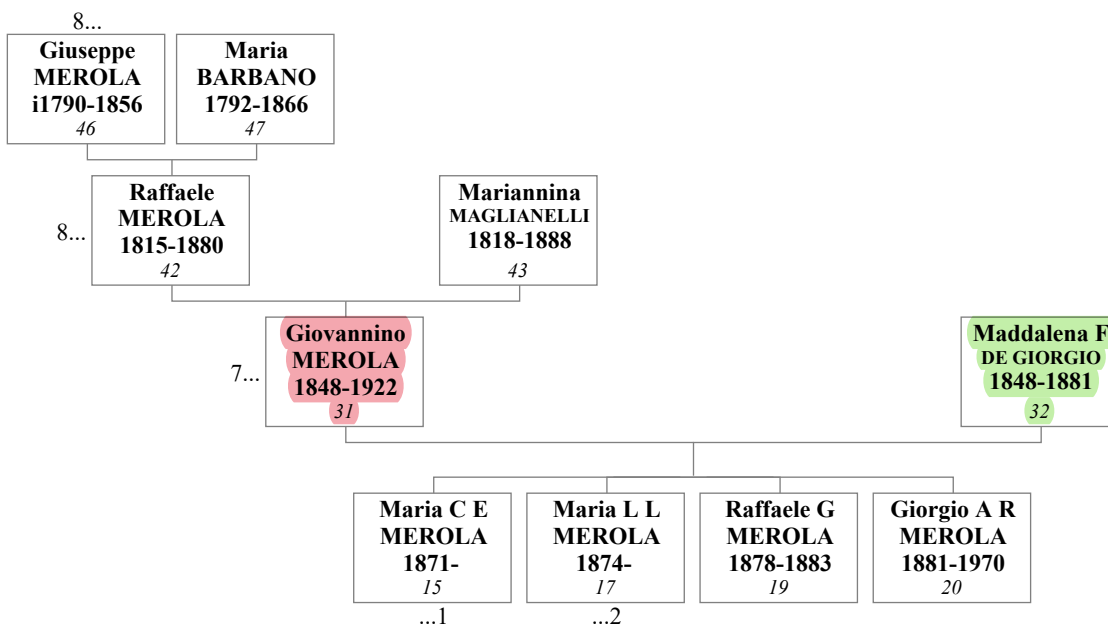 8...
Giuseppe
MEROLA
i1790-1856
46
Maria
BARBANO
1792-1866
47
8...
Raffaele
MEROLA
1815-1880
42
Mariannina
MAGLIANELLI
1818-1888
43
7...
Giovannino
MEROLA
1848-1922
31
Maddalena F
DE GIORGIO
1848-1881
32
Maria C E
MEROLA
1871-
15
...1
Maria L L
MEROLA
1874-
17
...2
Raffaele G
MEROLA
1878-1883
19
Giorgio A R
MEROLA
1881-1970
20